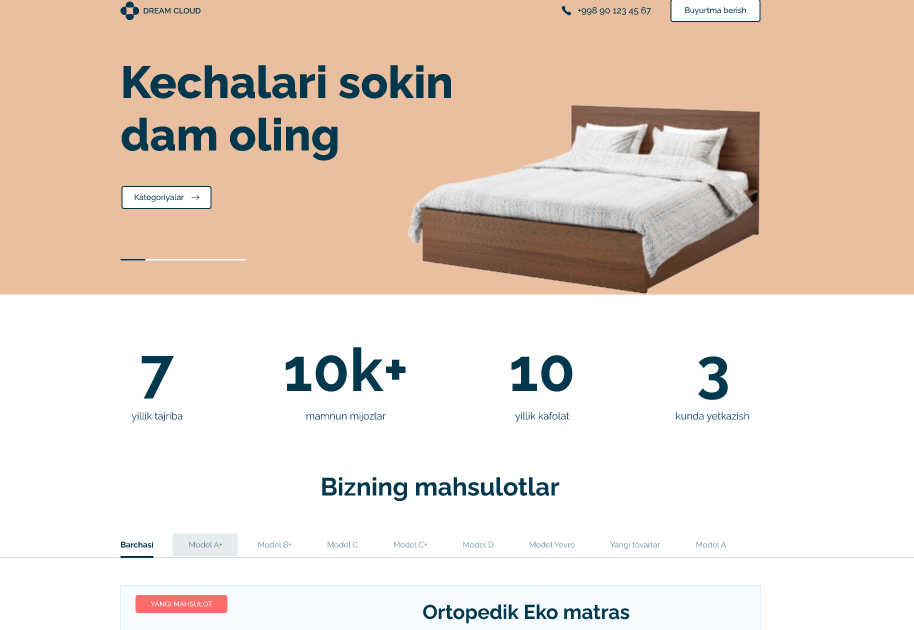 DREAM CLOUD
+998 90 123 45 67
Buyurtma berish
Kechalari sokin
dam oling
Kategoriyalar
7
10k+
10
3
yillik tajriba
mamnun mijozlar
yillik kafolat
kunda yetkazish
Bizning mahsulotlar
Barchasi
Model A+
Model B+
Model C
Model C+
Model D
Model Yevro
Yangi tovarlar
Model A
YANGI MAHSULOT
Ortopedik Eko matras